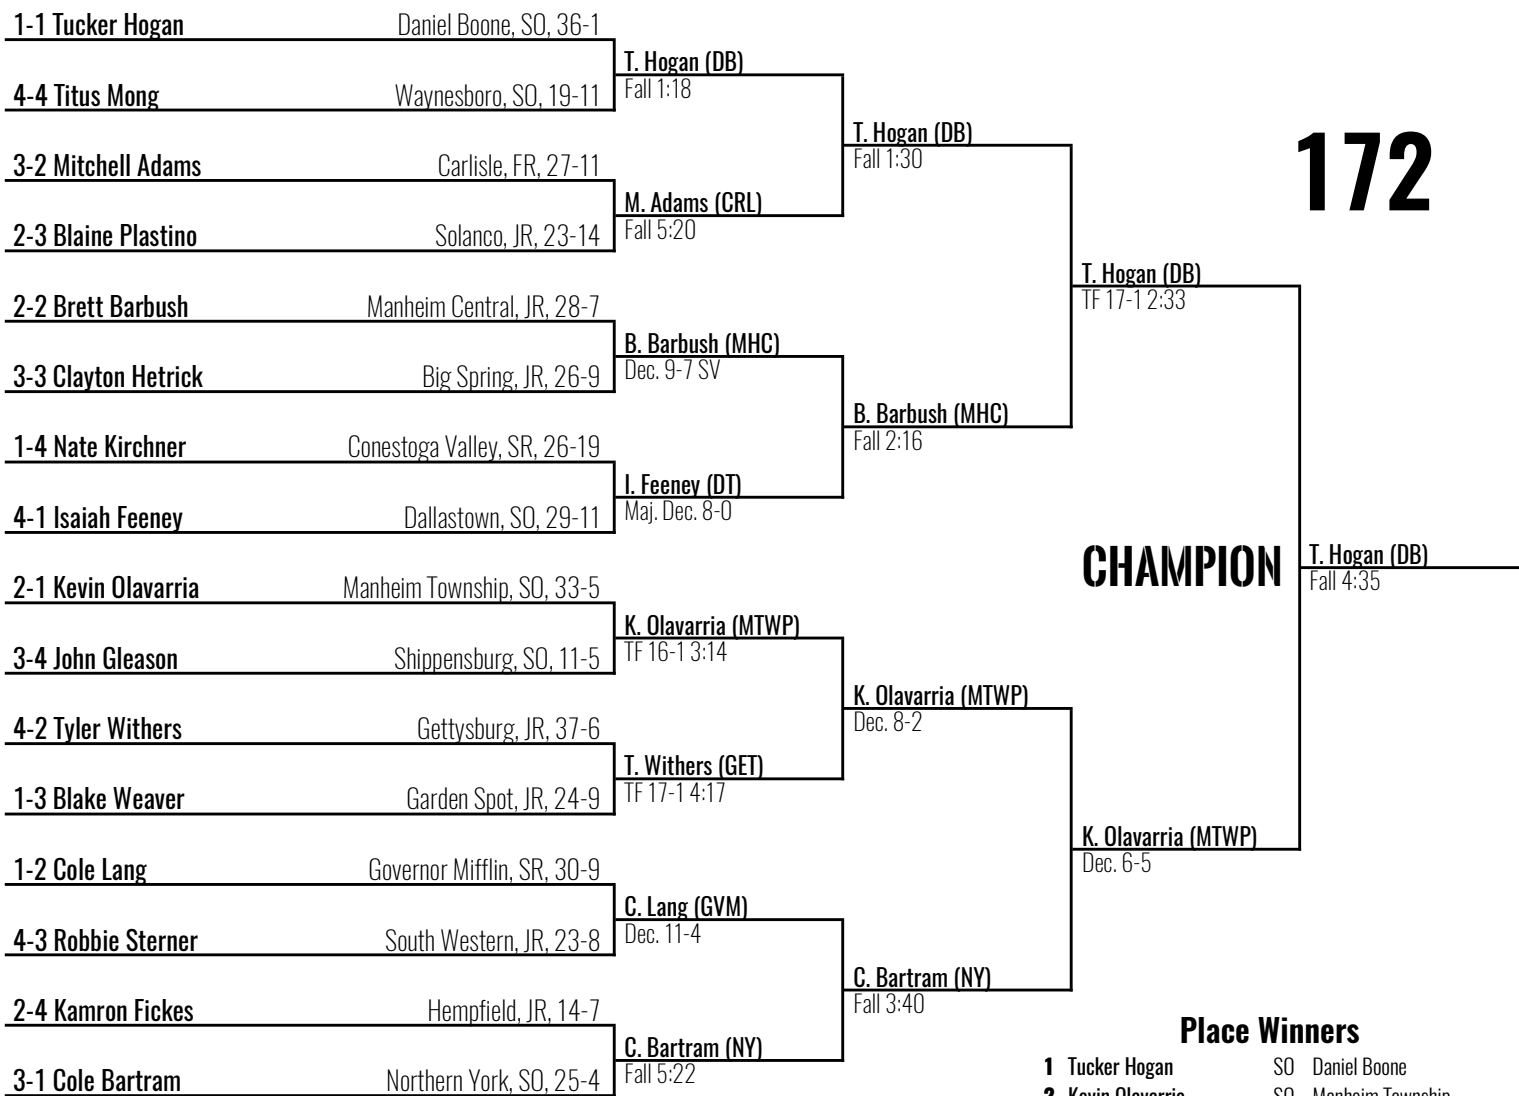 1-1 Tucker Hogan Daniel Boone, SO, 36-1
T. Hogan (DB)
Fall 1:18
4-4 Titus Mong Waynesboro, SO, 19-11
T. Hogan (DB)
Fall 1:30
172
3-2 Mitchell Adams Carlisle, FR, 27-11
M. Adams (CRL)
Fall 5:20
2-3 Blaine Plastino Solanco, JR, 23-14
T. Hogan (DB)
TF 17-1 2:33
2-2 Brett Barbush Manheim Central, JR, 28-7
B. Barbush (MHC)
Dec. 9-7 SV
3-3 Clayton Hetrick Big Spring, JR, 26-9
B. Barbush (MHC)
Fall 2:16
1-4 Nate Kirchner Conestoga Valley, SR, 26-19
I. Feeney (DT)
Maj. Dec. 8-0
4-1 Isaiah Feeney Dallastown, SO, 29-11
CHAMPION
T. Hogan (DB)
Fall 4:35
2-1 Kevin Olavarria Manheim Township, SO, 33-5
K. Olavarria (MTWP)
TF 16-1 3:14
3-4 John Gleason Shippensburg, SO, 11-5
K. Olavarria (MTWP)
Dec. 8-2
4-2 Tyler Withers Gettysburg, JR, 37-6
T. Withers (GET)
TF 17-1 4:17
1-3 Blake Weaver Garden Spot, JR, 24-9
K. Olavarria (MTWP)
Dec. 6-5
1-2 Cole Lang Governor Mifflin, SR, 30-9
C. Lang (GVM)
Dec. 11-4
4-3 Robbie Sterner South Western, JR, 23-8
C. Bartram (NY)
Fall 3:40
2-4 Kamron Fickes Hempfield, JR, 14-7
C. Bartram (NY)
Fall 5:22
3-1 Cole Bartram Northern York, SO, 25-4
Place Winners
1 Tucker Hogan SO Daniel Boone
2 Kevin Olavarria SO Manheim Township